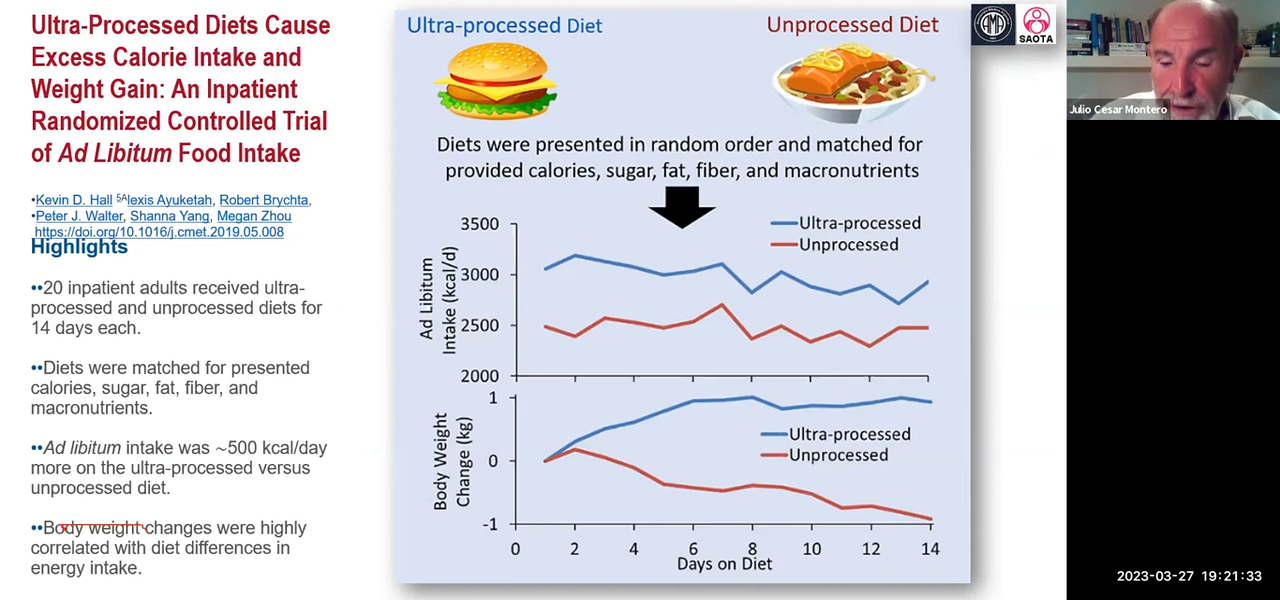 Ultra-Processed Diets Cause
Excess Calorie Intake and
Weight Gain: An Inpatient
Randomized Controlled Trial
of Ad Libitum Food Intake
•Kevin D. Hall 5Alexis Ayuketah, Robert Brychta,
•Peter J. Walter, Shanna Yang, Megan Zhou
https://doi.org/10.1016/j.cmet.2019.05.008
Highlights
••20 inpatient adults received ultra-
processed and unprocessed diets for
14 days each.
••Diets were matched for presented
calories, sugar, fat, fiber, and
macronutrients.
••Ad libitum intake was ~500 kcal/day
more on the ultra-processed versus
unprocessed diet.
••Body weight changes were highly
correlated with diet differences in
energy intake.
Ultra-processed Diet
Unprocessed Diet
Diets were presented in random order and matched for
provided calories, sugar, fat, fiber, and macronutrients
Ad Libitum
Intake (kcal/d)
3500
3000
2500
2000
Ultra-processed
Unprocessed
Body Weight
Change (kg)
1
0
-1
Ultra-processed
Unprocessed
0 2 4 6 8 10 12 14
Days on Diet
AMA
SAOTA
Julio Cesar Montero
2023-03-27 19:21:33